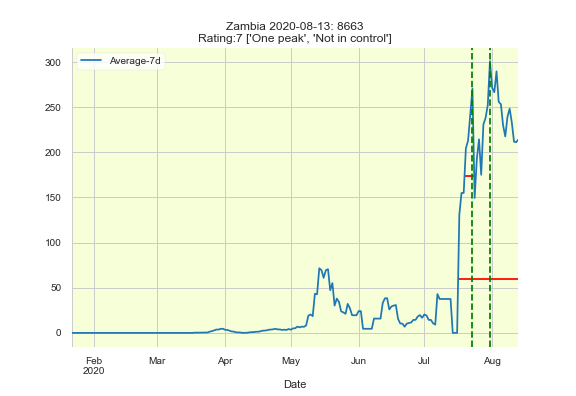 Zambia 2020-08-13: 8663
Rating:7 ['One peak', 'Not in control']
Average-7d
300
250
200
150
100
50
0
Feb
2020
Mar
Apr
May
Jun
Jul
Aug
Date